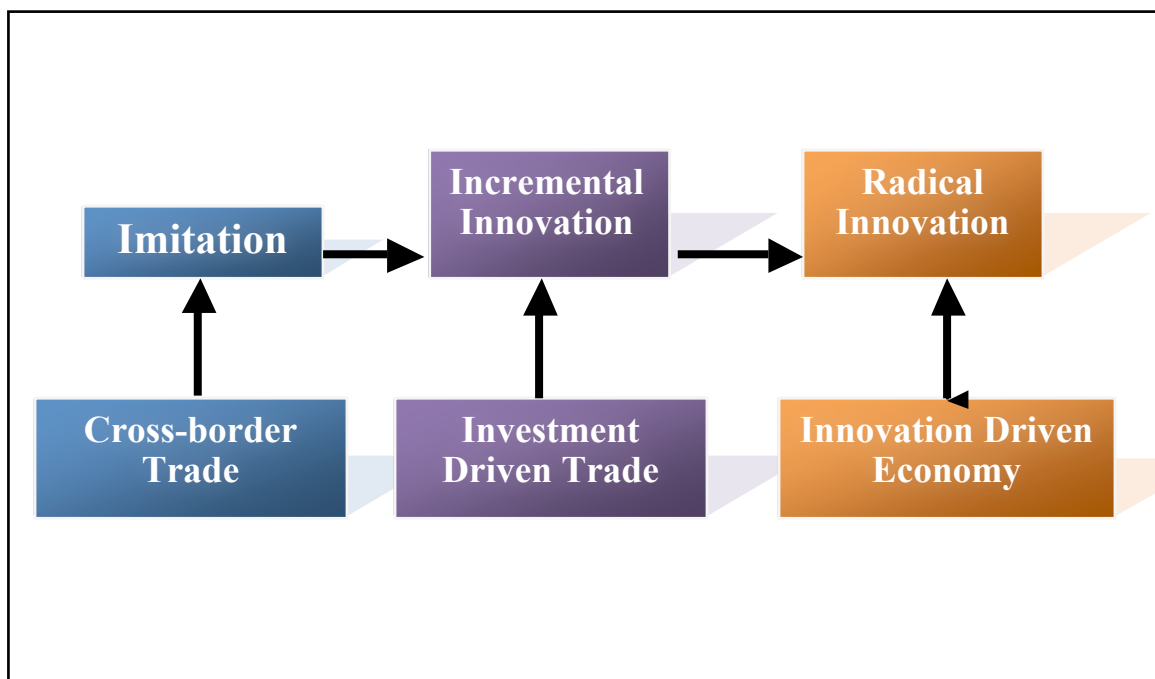 Imitation
Incremental
Innovation
Radical
Innovation
Cross-border
Trade
Investment
Driven Trade
Innovation Driven
Economy